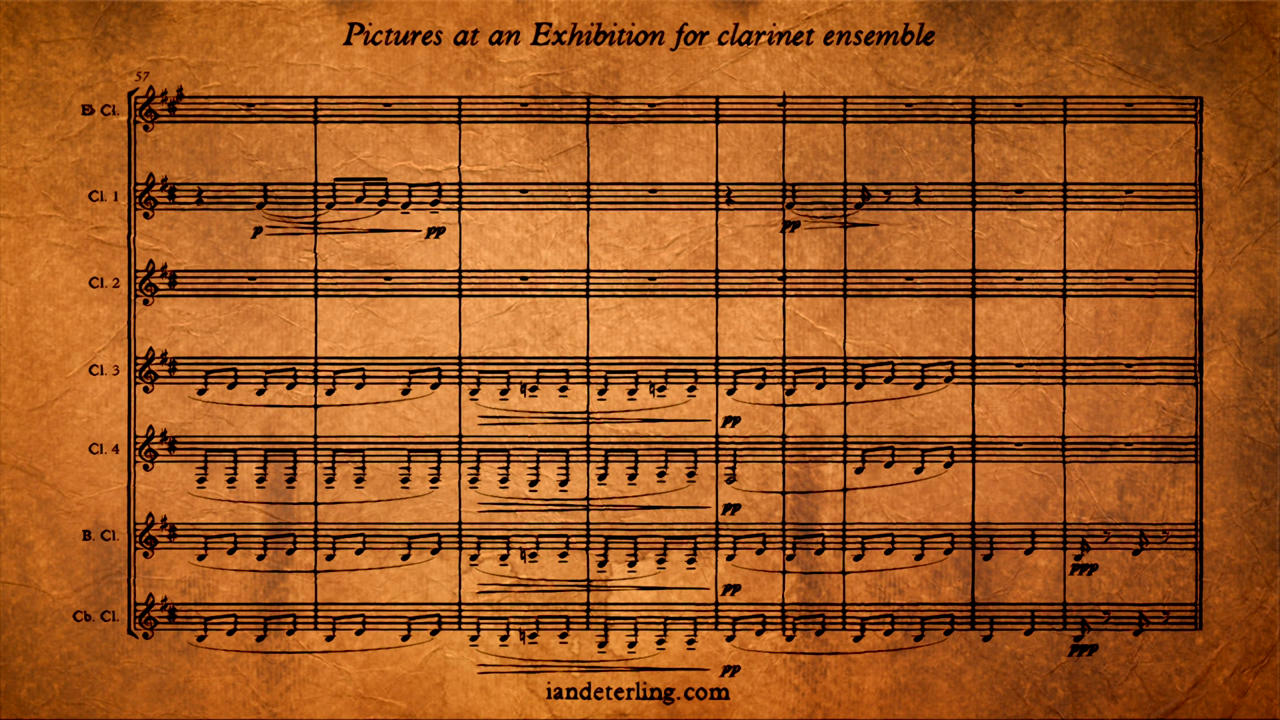 Pictures at an Exhibition for clarinet ensemble
57
E♭ Cl.
Cl. 1
p pp pp
Cl. 2
Cl. 3
pp
Cl. 4
pp
B. Cl.
pp ppp
Cb. Cl.
pp ppp
iandeterling.com